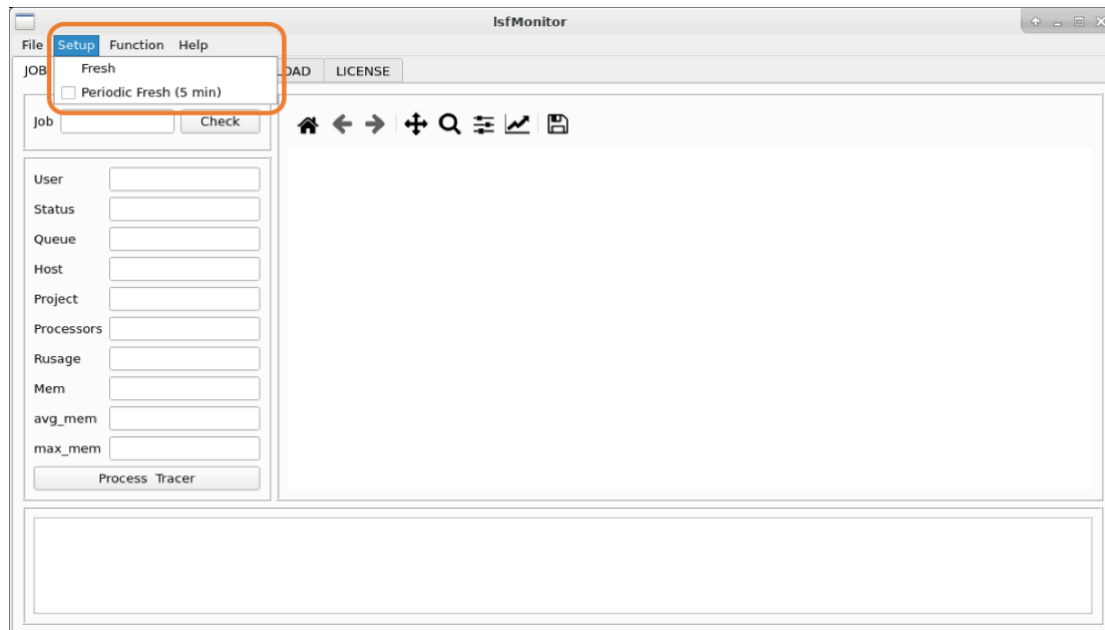 lsfMonitor
File Setup Function Help
Fresh
Periodic Fresh (5 min)
JOB LICENSE
Job Check
User
Status
Queue
Host
Project
Processors
Rusage
Mem
avg_mem
max_mem
Process Tracer